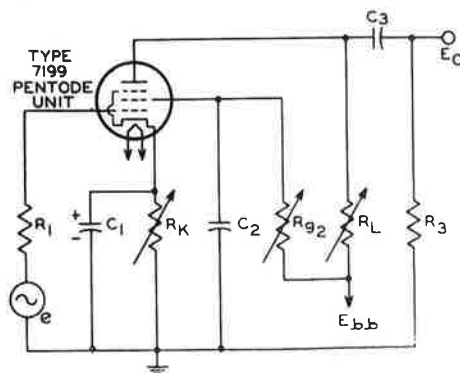 C3
EO
TYPE
7199
PENTODE
UNIT
R1
+
-
C1
RK
C2
Rg2
RL
R3
e
Ebb